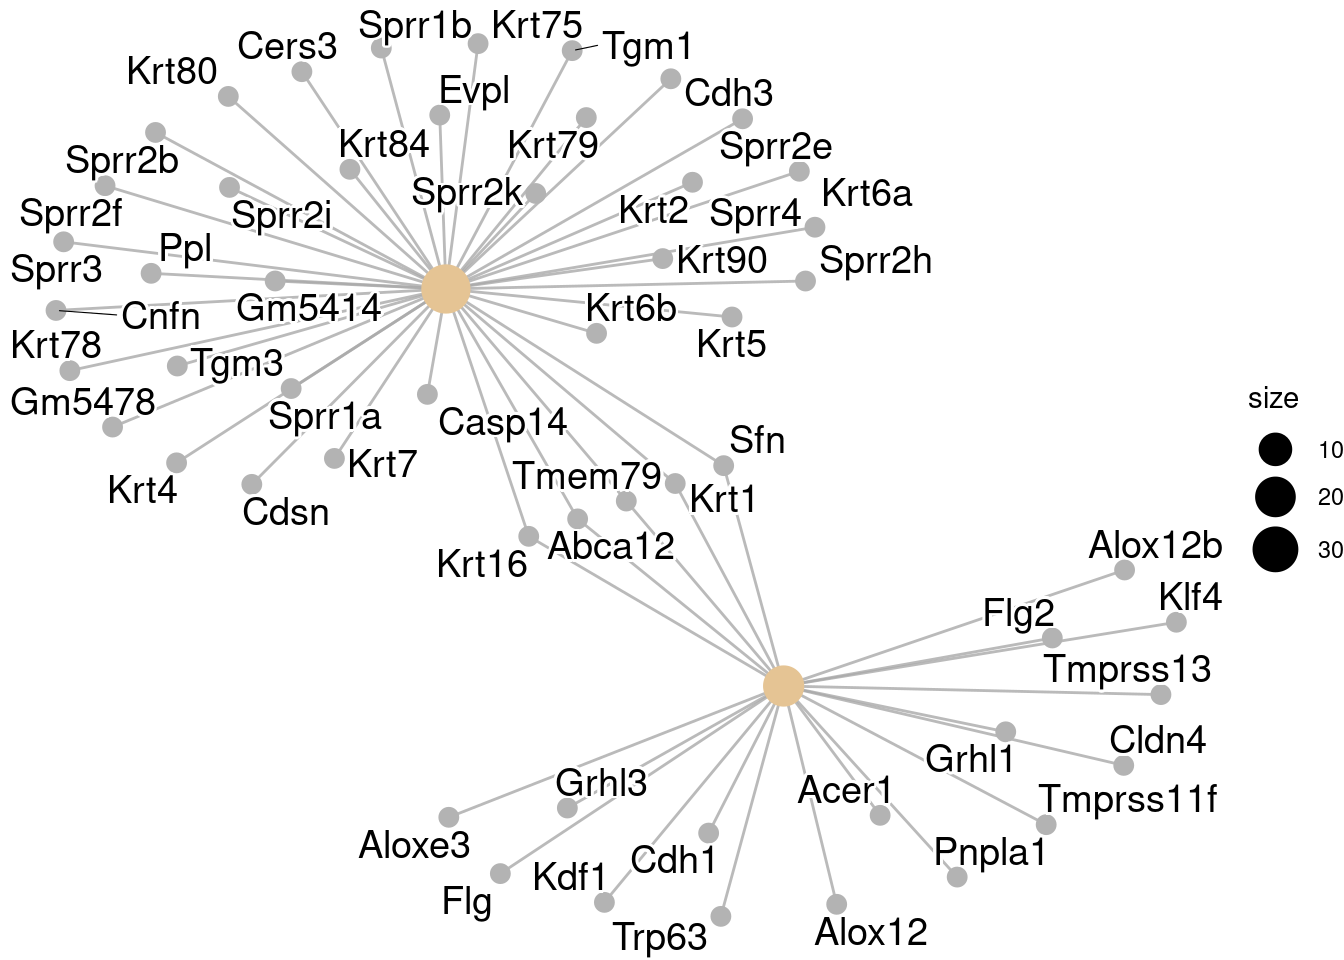 Sprr1b
Krt75
Tgm1
Cers3
Krt80
Evpl
Cdh3
Krt84
Krt79
Sprr2e
Sprr2b
Sprr2k
Krt6a
Sprr2f
Sprr2i
Krt2
Sprr4
Ppl
Sprr3
Krt90
Sprr2h
Gm5414
Cnfn
Krt6b
Krt78
Krt5
Tgm3
Gm5478
Sprr1a
Casp14
size
Sfn
10
Krt7
Tmem79
Krt4
Krt1
20
Cdsn
Abca12
Alox12b
30
Krt16
Klf4
Flg2
Tmprss13
Cldn4
Grhl1
Grhl3
Acer1
Tmprss11f
Aloxe3
Cdh1
Pnpla1
Kdf1
Flg
Trp63
Alox12